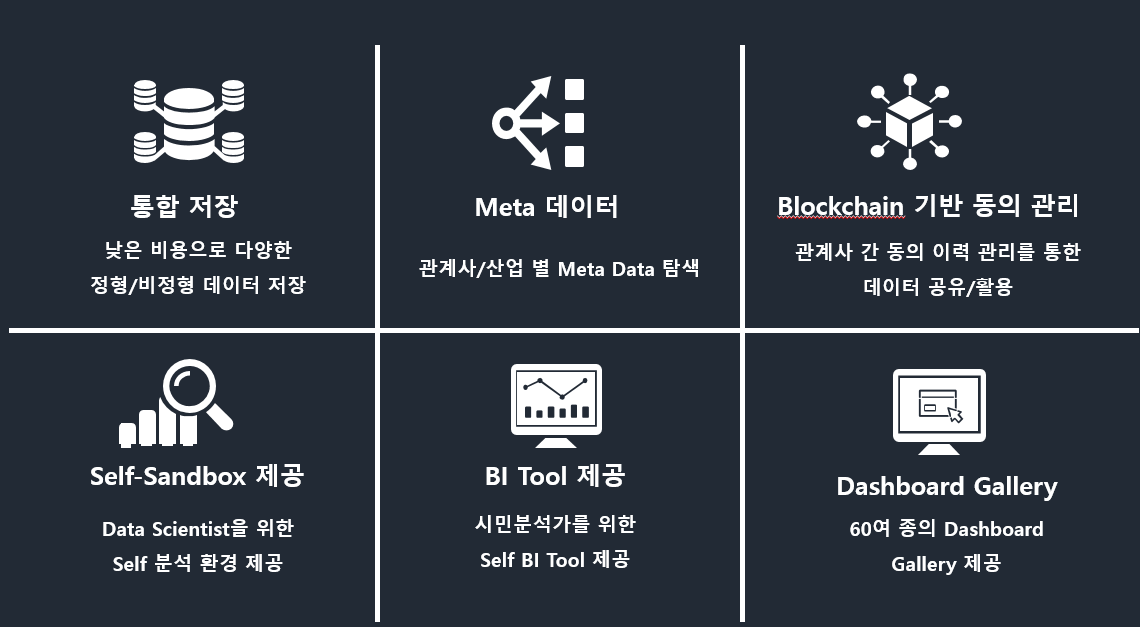 통합 저장
낮은 비용으로 다양한
정형/비정형 데이터 저장
Meta 데이터
관계사/산업 별 Meta Data 탐색
Blockchain 기반 동의 관리
관계사 간 동의 이력 관리를 통한
데이터 공유/활용
Self-Sandbox 제공
Data Scientist을 위한
Self 분석 환경 제공
BI Tool 제공
시민분석가를 위한
Self BI Tool 제공
Dashboard Gallery
60여 종의 Dashboard
Gallery 제공